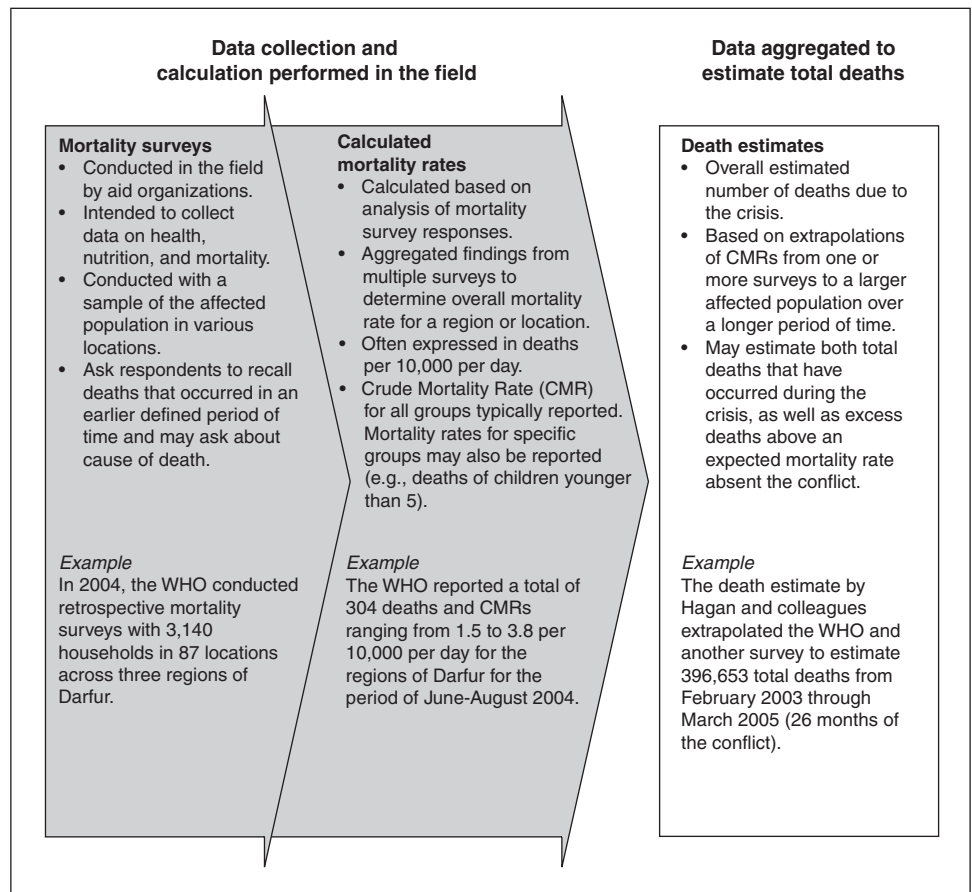 Data collection and
calculation performed in the field
Data aggregated to
estimate total deaths
Mortality surveys
• Conducted in the field
by aid organizations.
• Intended to collect
data on health,
nutrition, and mortality.
• Conducted with a
sample of the affected
population in various
locations.
• Ask respondents to recall
deaths that occurred in an
earlier defined period of
time and may ask about
cause of death.
Example
In 2004, the WHO conducted
retrospective mortality
surveys with 3,140
households in 87 locations
across three regions of
Darfur.
Calculated
mortality rates
• Calculated based on
analysis of mortality
survey responses.
• Aggregated findings from
multiple surveys to
determine overall mortality
rate for a region or location.
• Often expressed in deaths
per 10,000 per day.
• Crude Mortality Rate (CMR)
for all groups typically reported.
Mortality rates for specific
groups may also be reported
(e.g., deaths of children younger
than 5).
Example
The WHO reported a total of
304 deaths and CMRs
ranging from 1.5 to 3.8 per
10,000 per day for the
regions of Darfur for the
period of June-August 2004.
Death estimates
• Overall estimated
number of deaths due to
the crisis.
• Based on extrapolations
of CMRs from one or
more surveys to a larger
affected population over
a longer period of time.
• May estimate both total
deaths that have
occurred during the
crisis, as well as excess
deaths above an
expected mortality rate
absent the conflict.
Example
The death estimate by
Hagan and colleagues
extrapolated the WHO and
another survey to estimate
396,653 total deaths from
February 2003 through
March 2005 (26 months of
the conflict).